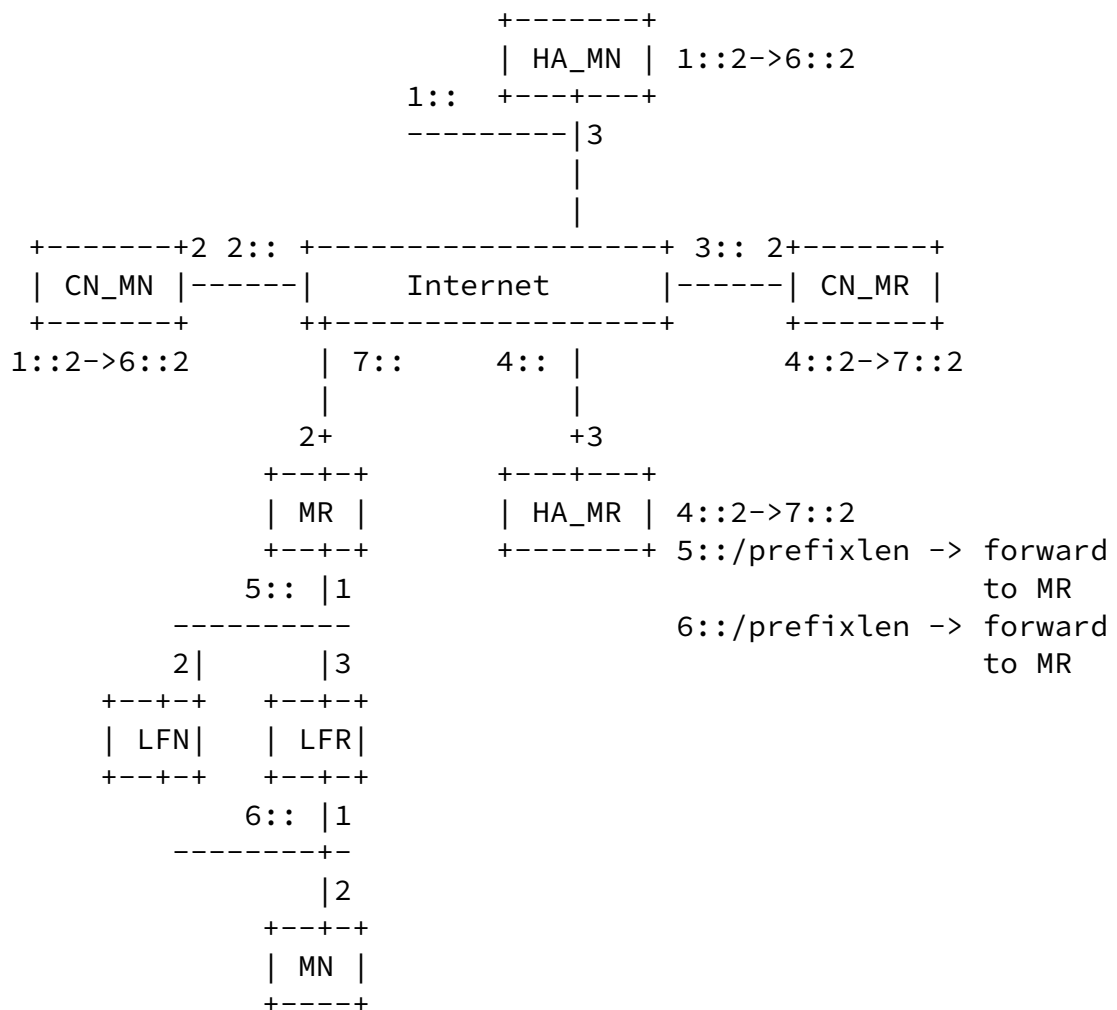 HA_MN 1::2->6::2
1::
3
2 2:: 3:: 2
CN_MN Internet CN_MR
1::2->6::2 7:: 4:: 4::2->7::2
2 3
MR HA_MR 4::2->7::2
5::/prefixlen -> forward
5:: 1 to MR
6::/prefixlen -> forward
2 3 to MR
LFN LFR
6:: 1
2
MN